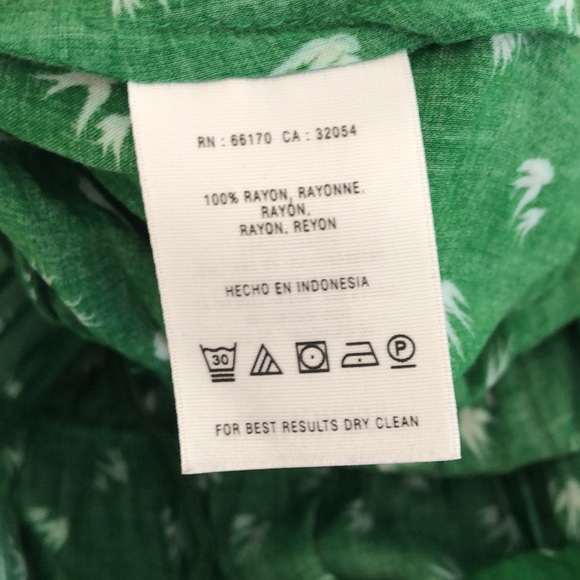 RN : 66170 CA : 32054
100% RAYON, RAYONNE.
RAYÓN.
RAYON. REYON
HECHO EN INDONESIA
30 P
FOR BEST RESULTS DRY CLEAN